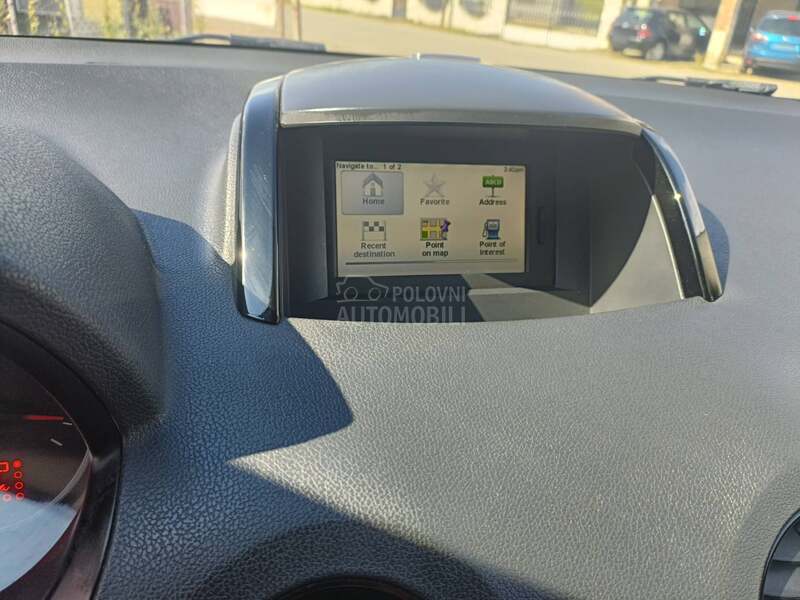 Navigate to... 1 of 2
Home
Favorite
ABCD
Address
Recent
destination
Point
on map
Point of
Interest
POLOVNI
AUTOMOBILI